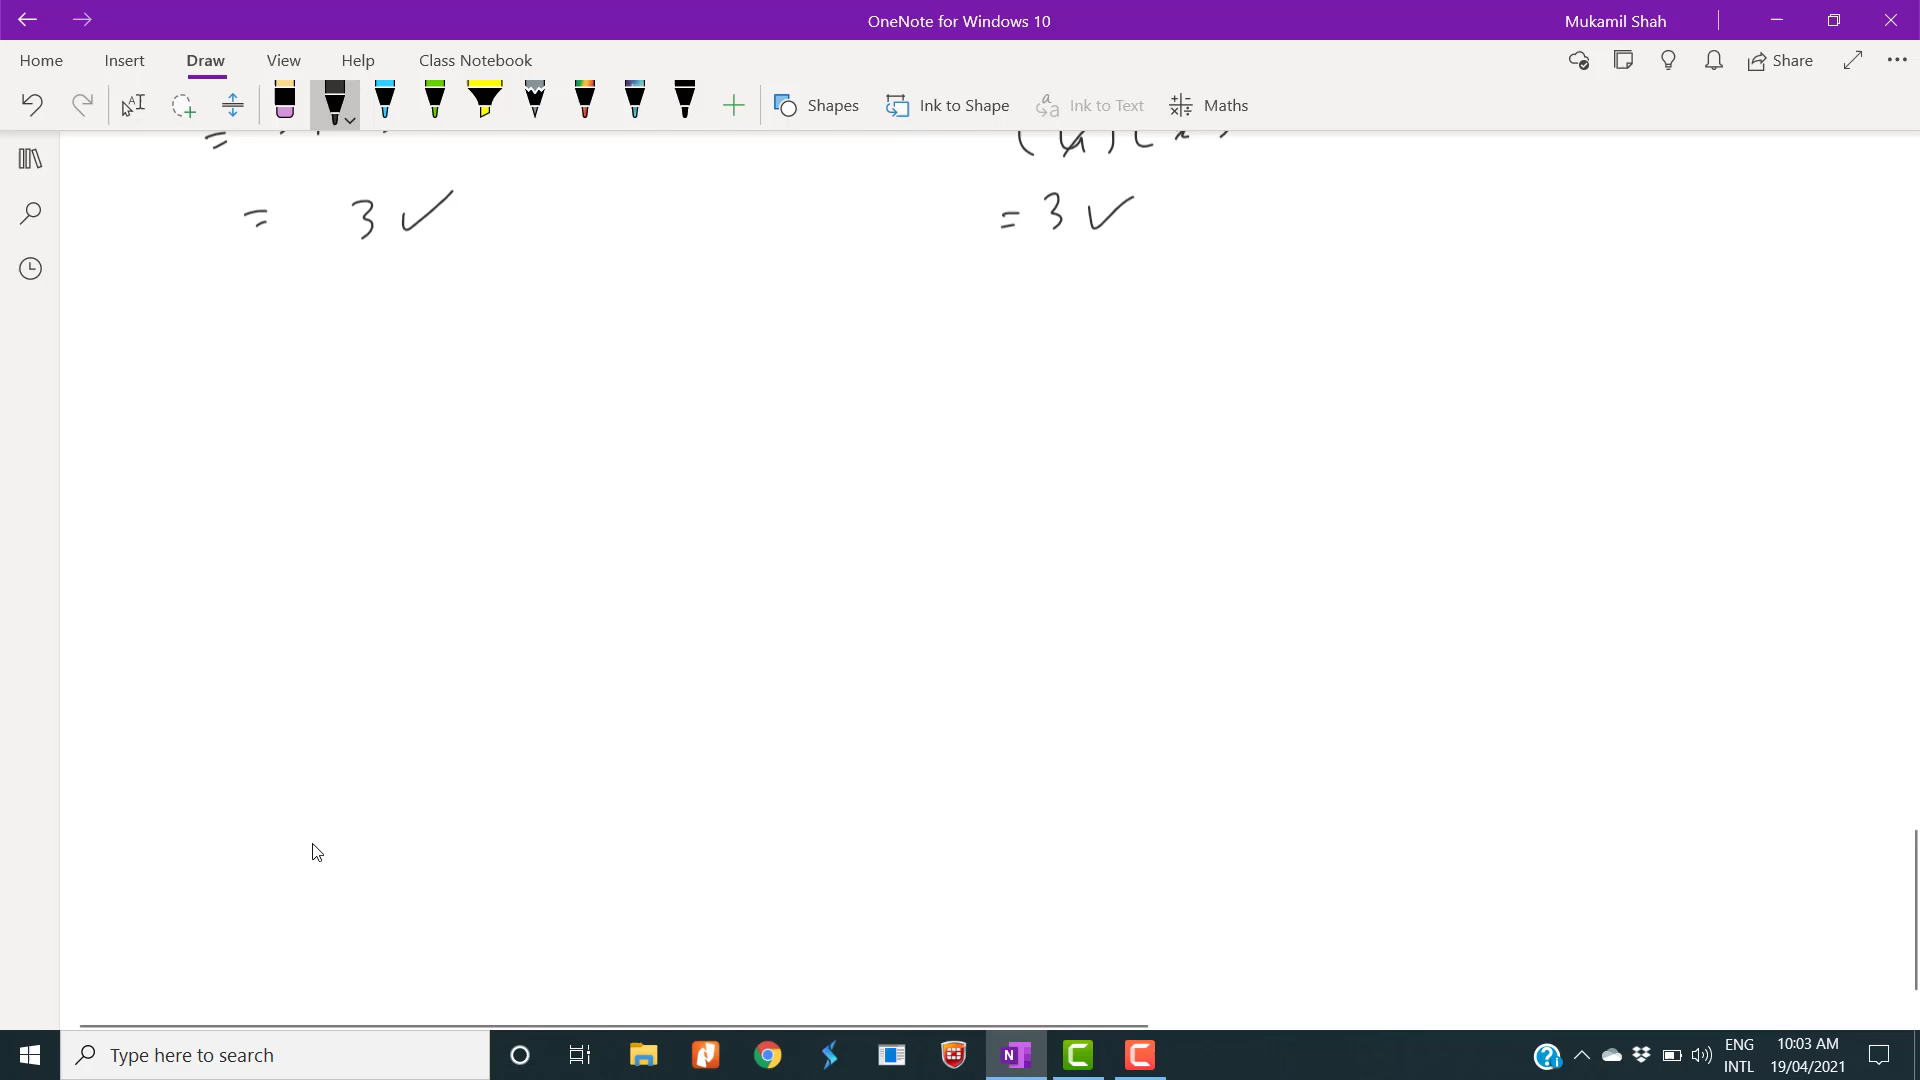 OneNote for Windows 10
Mukamil Shah
Home Insert Draw View Help Class Notebook
Share
Shapes Ink to Shape Ink to Text Maths
=
= 3 ✓
= 3 ✓
Type here to search
ENG
INTL
10:03 AM
19/04/2021